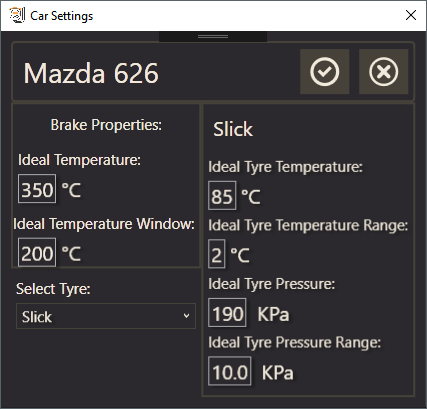 Car Settings
Mazda 626
Brake Properties:
Ideal Temperature:
350 °C
Ideal Temperature Window:
200 °C
Select Tyre:
Slick
Slick
Ideal Tyre Temperature:
85 °C
Ideal Tyre Temperature Range:
2 °C
Ideal Tyre Pressure:
190 KPa
Ideal Tyre Pressure Range:
10.0 KPa